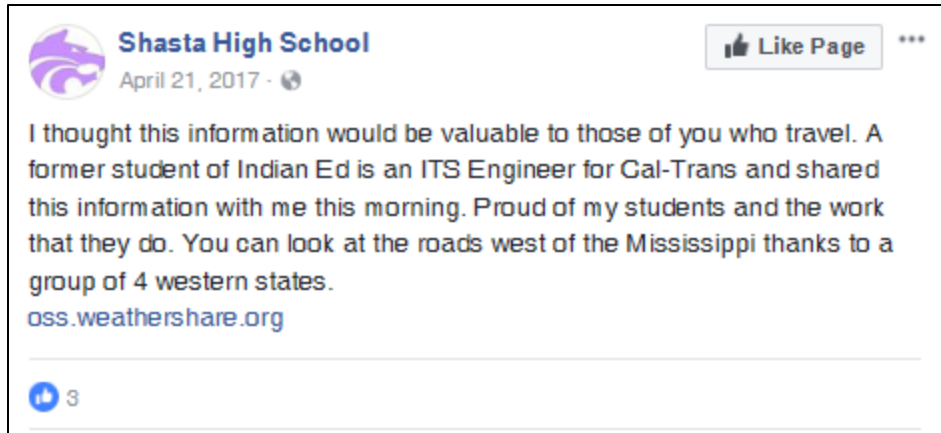 Shasta High School
Like Page
April 21, 2017 ·
I thought this information would be valuable to those of you who travel. A
former student of Indian Ed is an ITS Engineer for Cal-Trans and shared
this information with me this morning. Proud of my students and the work
that they do. You can look at the roads west of the Mississippi thanks to a
group of 4 western states.
oss.weathershare.org
3